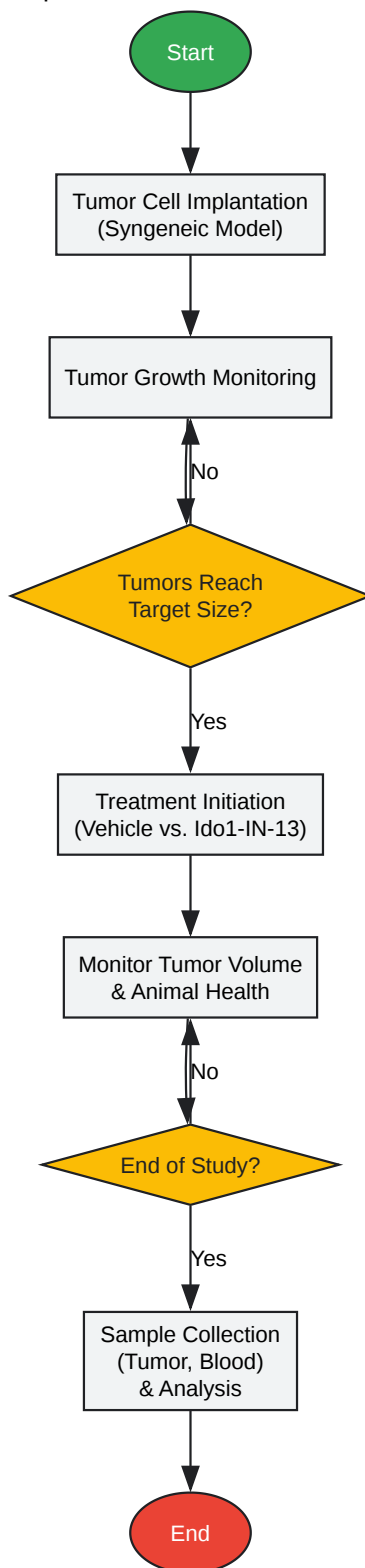 Start
Tumor Cell Implantation
(Syngeneic Model)
Tumor Growth Monitoring
No
Tumors Reach
Target Size?
Yes
Treatment Initiation
(Vehicle vs. Ido1-IN-13)
Monitor Tumor Volume
& Animal Health
No
End of Study?
Yes
Sample Collection
(Tumor, Blood)
& Analysis
End